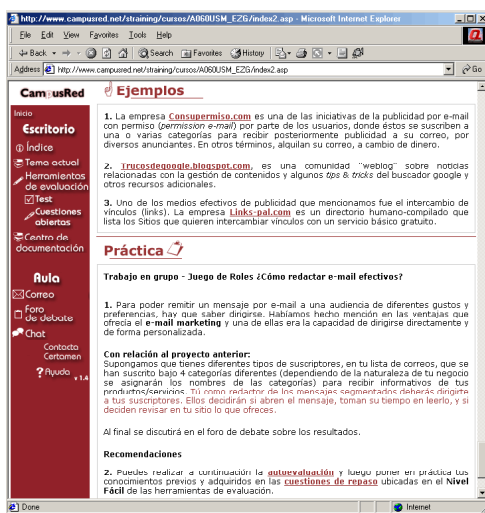 http://www.campusred.net/straining/cursos/A060USM_EZG/index2.asp - Microsoft Internet Explorer
File Edit View Favorites Tools Help
Back Search Favorites History
Address http://www.campusred.net/straining/cursos/A060USM_EZG/index2.asp Go
CampusRed
Inicio
Escritorio
Índice
Tema actual
Herramientas
de evaluación
Test
Cuestiones
abiertas
Centro de
documentación
Aula
Correo
Foro
de debate
Chat
Contacta
Certamen
Ayuda v 1.4
Ejemplos
1. La empresa Consupermiso.com es una de las iniciativas de la publicidad por e-mail
con permiso (permission e-mail) por parte de los usuarios, donde éstos se suscriben a
una o varias categorías para recibir posteriormente publicidad a su correo, por
diversos anunciantes. En otros términos, alquilan su correo, a cambio de dinero.
2. Trucosdegoogle.blogspot.com, es una comunidad "weblog" sobre noticias
relacionadas con la gestión de contenidos y algunos tips & tricks del buscador google y
otros recursos adicionales.
3. Uno de los medios efectivos de publicidad que mencionamos fue el intercambio de
vínculos (links). La empresa Links-pal.com es un directorio humano-compilado que
lista los Sitios que quieren intercambiar vínculos con un servicio básico gratuito.
Práctica
Trabajo en grupo - Juego de Roles ¿Cómo redactar e-mail efectivos?
1. Para poder remitir un mensaje por e-mail a una audiencia de diferentes gustos y
preferencias, hay que saber dirigirse. Habíamos hecho mención en las ventajas que
ofrecía el e-mail marketing y una de ellas era la capacidad de dirigirse directamente y
de forma personalizada.
Con relación al proyecto anterior:
Supongamos que tienes diferentes tipos de suscriptores, en tu lista de correos, que se
han suscrito bajo 4 categorías diferentes (dependiendo de la naturaleza de tu negocio
se asignarán los nombres de las categorías) para recibir informativos de tus
productos/servicios. Tú como redactor de los mensajes segmentados deberás dirigirte
a tus suscriptores. Ellos decidirán si abren el mensaje, toman su tiempo en leerlo, y si
deciden revisar en tu sitio lo que ofreces.
Al final se discutirá en el foro de debate sobre los resultados.
Recomendaciones
2. Puedes realizar a continuación la autoevaluación y luego poner en práctica tus
conocimientos previos y adquiridos en las cuestiones de repaso ubicadas en el Nivel
Fácil de las herramientas de evaluación.
Done Internet